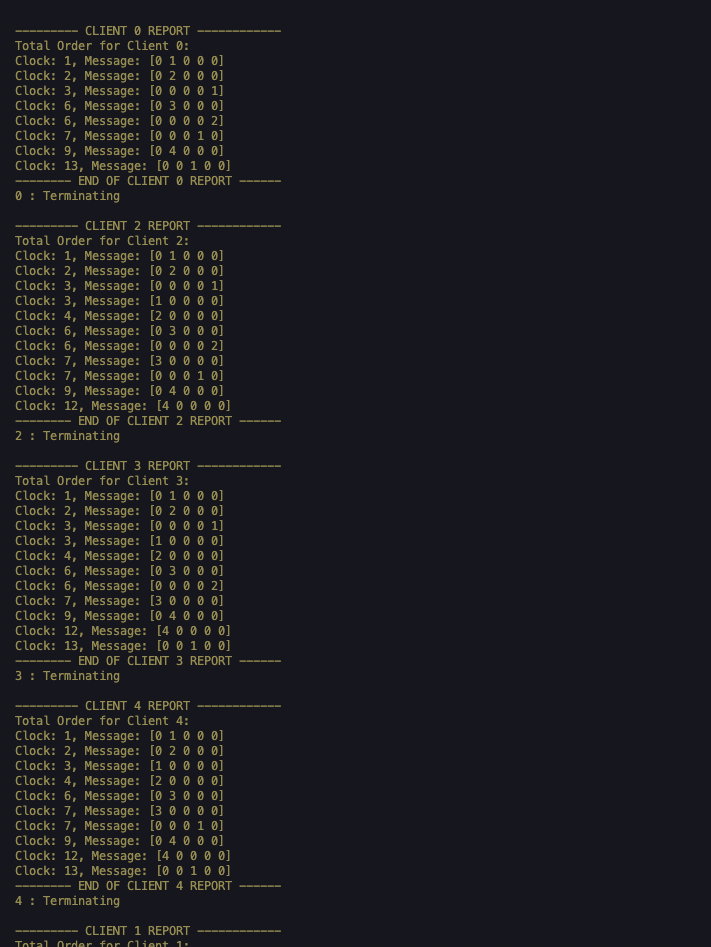 --------- CLIENT 0 REPORT ------------
Total Order for Client 0:
Clock: 1, Message: [0 1 0 0 0]
Clock: 2, Message: [0 2 0 0 0]
Clock: 3, Message: [0 0 0 0 1]
Clock: 6, Message: [0 3 0 0 0]
Clock: 6, Message: [0 0 0 0 2]
Clock: 7, Message: [0 0 0 1 0]
Clock: 9, Message: [0 4 0 0 0]
Clock: 13, Message: [0 0 1 0 0]
-------- END OF CLIENT 0 REPORT ------
0 : Terminating
--------- CLIENT 2 REPORT ------------
Total Order for Client 2:
Clock: 1, Message: [0 1 0 0 0]
Clock: 2, Message: [0 2 0 0 0]
Clock: 3, Message: [0 0 0 0 1]
Clock: 3, Message: [1 0 0 0 0]
Clock: 4, Message: [2 0 0 0 0]
Clock: 6, Message: [0 3 0 0 0]
Clock: 6, Message: [0 0 0 0 2]
Clock: 7, Message: [3 0 0 0 0]
Clock: 7, Message: [0 0 0 1 0]
Clock: 9, Message: [0 4 0 0 0]
Clock: 12, Message: [4 0 0 0 0]
-------- END OF CLIENT 2 REPORT ------
2 : Terminating
--------- CLIENT 3 REPORT ------------
Total Order for Client 3:
Clock: 1, Message: [0 1 0 0 0]
Clock: 2, Message: [0 2 0 0 0]
Clock: 3, Message: [0 0 0 0 1]
Clock: 3, Message: [1 0 0 0 0]
Clock: 4, Message: [2 0 0 0 0]
Clock: 6, Message: [0 3 0 0 0]
Clock: 6, Message: [0 0 0 0 2]
Clock: 7, Message: [3 0 0 0 0]
Clock: 9, Message: [0 4 0 0 0]
Clock: 12, Message: [4 0 0 0 0]
Clock: 13, Message: [0 0 1 0 0]
-------- END OF CLIENT 3 REPORT ------
3 : Terminating
--------- CLIENT 4 REPORT ------------
Total Order for Client 4:
Clock: 1, Message: [0 1 0 0 0]
Clock: 2, Message: [0 2 0 0 0]
Clock: 3, Message: [1 0 0 0 0]
Clock: 4, Message: [2 0 0 0 0]
Clock: 6, Message: [0 3 0 0 0]
Clock: 7, Message: [3 0 0 0 0]
Clock: 7, Message: [0 0 0 1 0]
Clock: 9, Message: [0 4 0 0 0]
Clock: 12, Message: [4 0 0 0 0]
Clock: 13, Message: [0 0 1 0 0]
-------- END OF CLIENT 4 REPORT ------
4 : Terminating
--------- CLIENT 1 REPORT ------------
Total Order for Client 1: